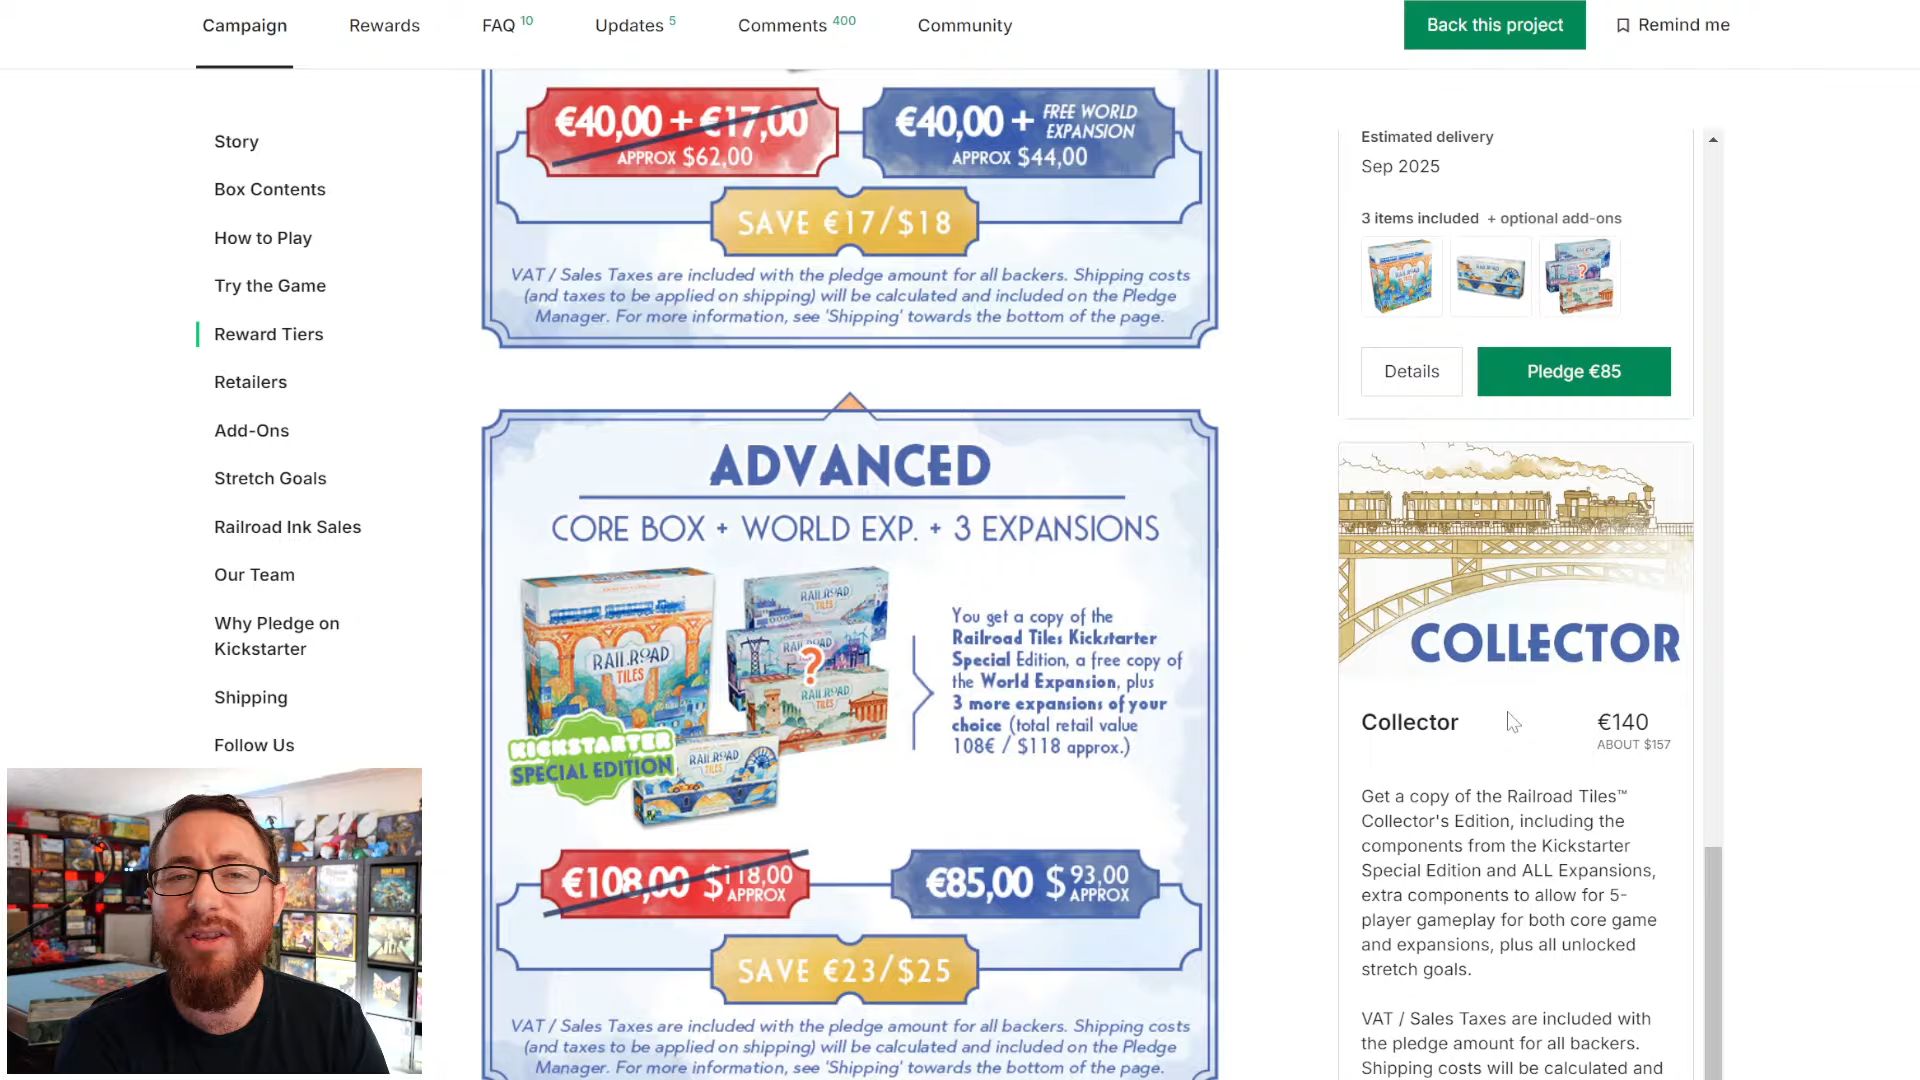 Campaign
Rewards
FAQ 10
Updates 5
Comments 400
Community
Back this project
Remind me
Story
Box Contents
How to Play
Try the Game
Reward Tiers
Retailers
Add-Ons
Stretch Goals
Railroad Ink Sales
Our Team
Why Pledge on
Kickstarter
Shipping
Follow Us
€40,00 + €17,00
APPROX $62,00
€40,00 + FREE WORLD
EXPANSION
APPROX $44,00
SAVE €17/$18
VAT / Sales Taxes are included with the pledge amount for all backers. Shipping costs
(and taxes to be applied on shipping) will be calculated and included on the Pledge
Manager. For more information, see 'Shipping' towards the bottom of the page.
ADVANCED
CORE BOX + WORLD EXP. + 3 EXPANSIONS
RAILROAD
TILES
RAILROAD
TILES
RAILROAD
?
RAILROAD
TILES
RAILROAD
TILES
KICKSTARTER
SPECIAL EDITION
You get a copy of the
Railroad Tiles Kickstarter
Special Edition, a free copy of
the World Expansion, plus
3 more expansions of your
choice (total retail value
108€ / $118 approx.)
€108,00 $118,00
APPROX
€85,00 $93,00
APPROX
SAVE €23/$25
VAT / Sales Taxes are included with the pledge amount for all backers. Shipping costs
(and taxes to be applied on shipping) will be calculated and included on the Pledge
Manager. For more information, see 'Shipping' towards the bottom of the page.
Estimated delivery
Sep 2025
3 items included + optional add-ons
Details
Pledge €85
COLLECTOR
Collector
€140
ABOUT $157
Get a copy of the Railroad Tiles™
Collector's Edition, including the
components from the Kickstarter
Special Edition and ALL Expansions,
extra components to allow for 5-
player gameplay for both core game
and expansions, plus all unlocked
stretch goals.
VAT / Sales Taxes are included with
the pledge amount for all backers.
Shipping costs will be calculated and